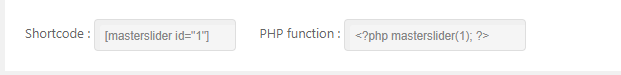 Shortcode : [masterslider id="1"] PHP function : <?php masterslider(1); ?>